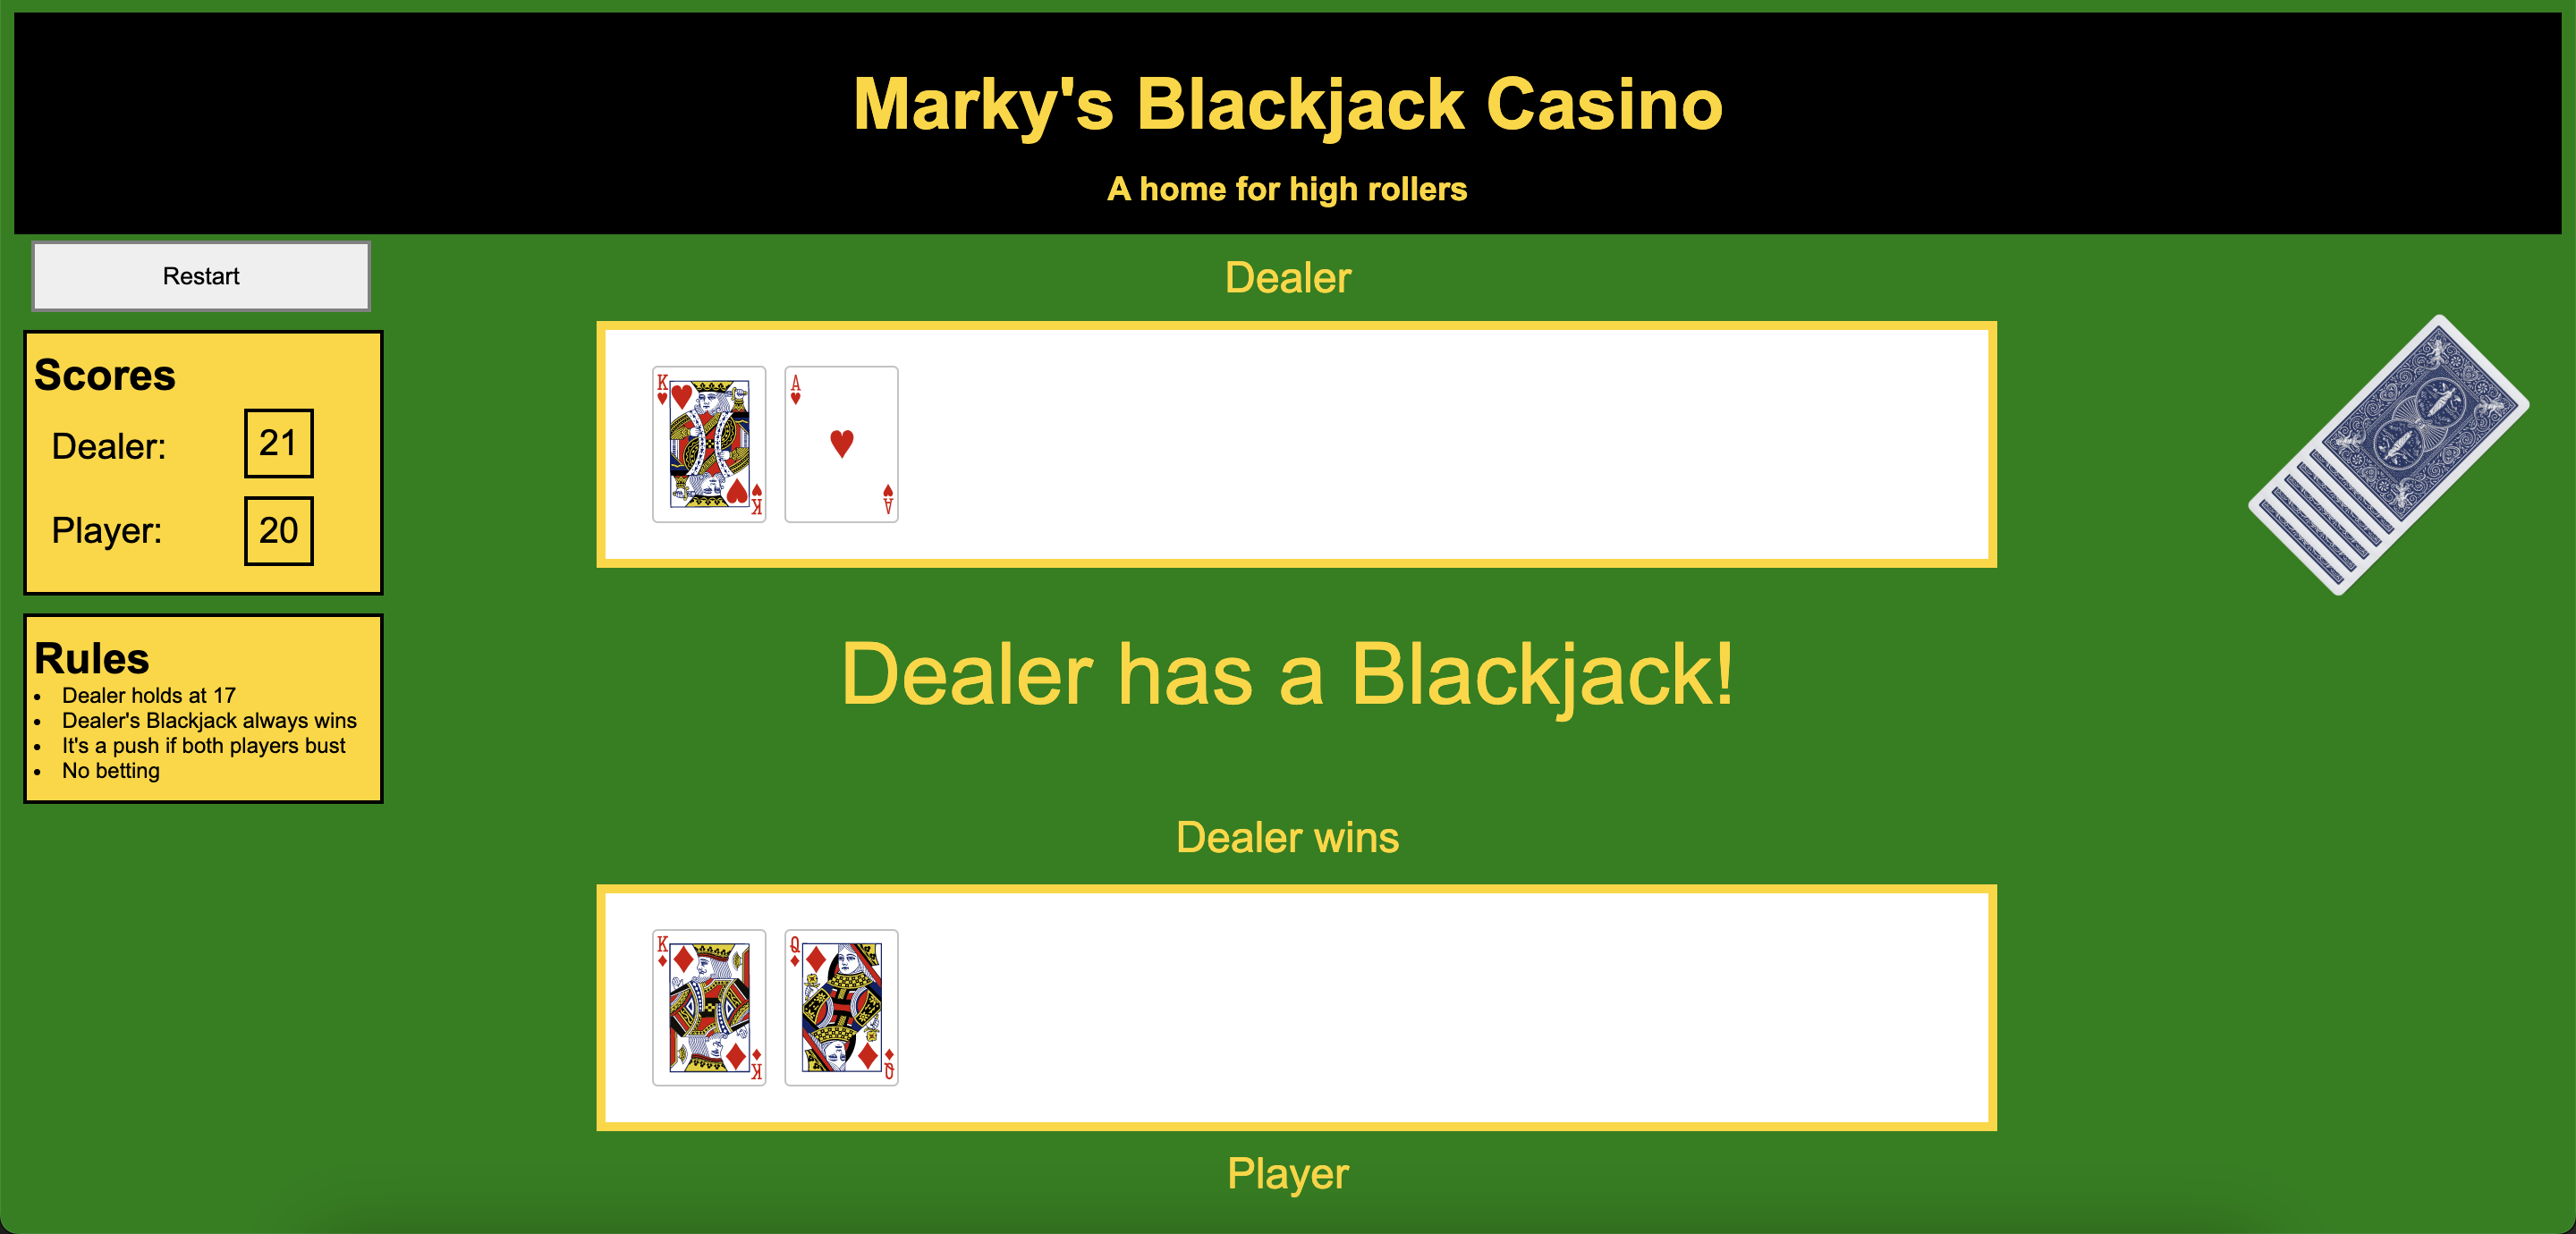 Marky's Blackjack Casino
A home for high rollers
Restart
Scores
Dealer: 21
Player: 20
Rules
• Dealer holds at 17
• Dealer's Blackjack always wins
• It's a push if both players bust
• No betting
Dealer
K
K
A
A
Dealer has a Blackjack!
Dealer wins
K
K
Q
Q
Player